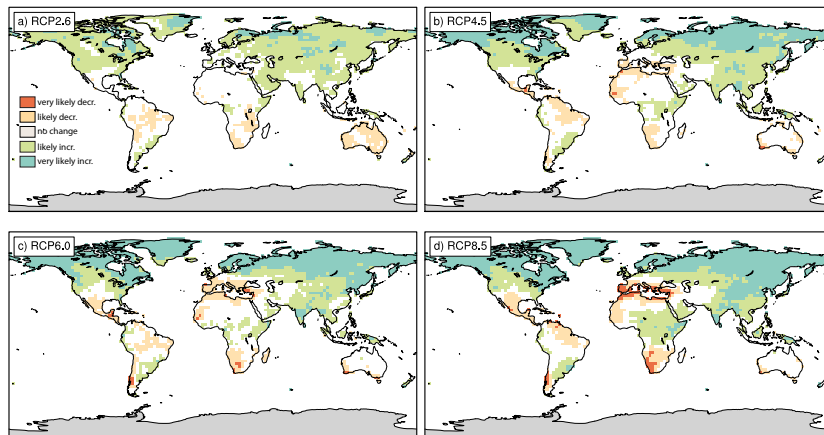 a) RCP2.6
b) RCP4.5
very likely decr.
likely decr.
no change
likely incr.
very likely incr.
c) RCP6.0
d) RCP8.5